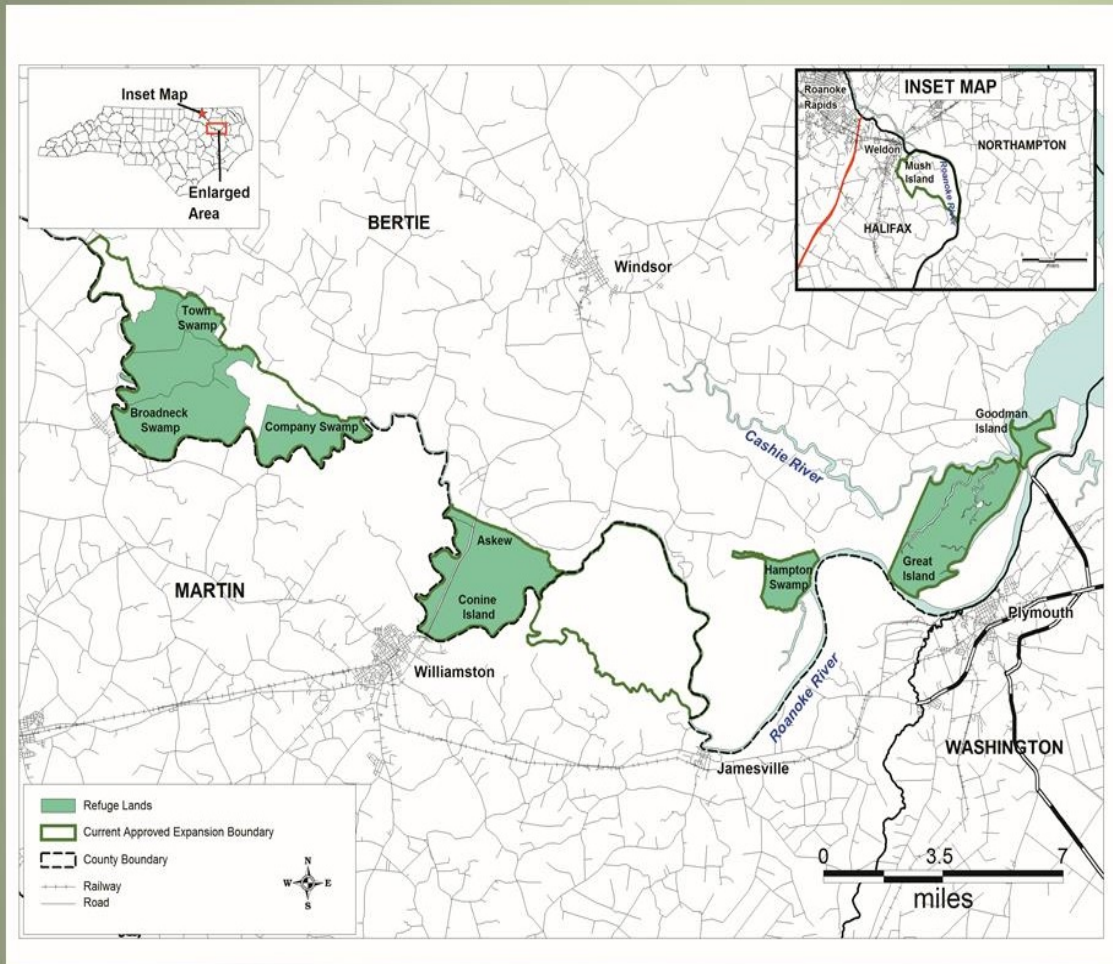 Inset Map
Enlarged
Area
INSET MAP
Roanoke
Rapids
Weldon
NORTHAMPTON
Mush
Island
Roanoke River
HALIFAX
miles
BERTIE
Windsor
Town
Swamp
Broadneck
Swamp
Company Swamp
Goodman
Island
Cashie River
Askew
Hampton
Swamp
Great
Island
MARTIN
Conine
Island
Plymouth
Williamston
Roanoke River
WASHINGTON
Jamesville
Refuge Lands
Current Approved Expansion Boundary
County Boundary
Railway
Road
N
W E
S
0 3.5 7
miles